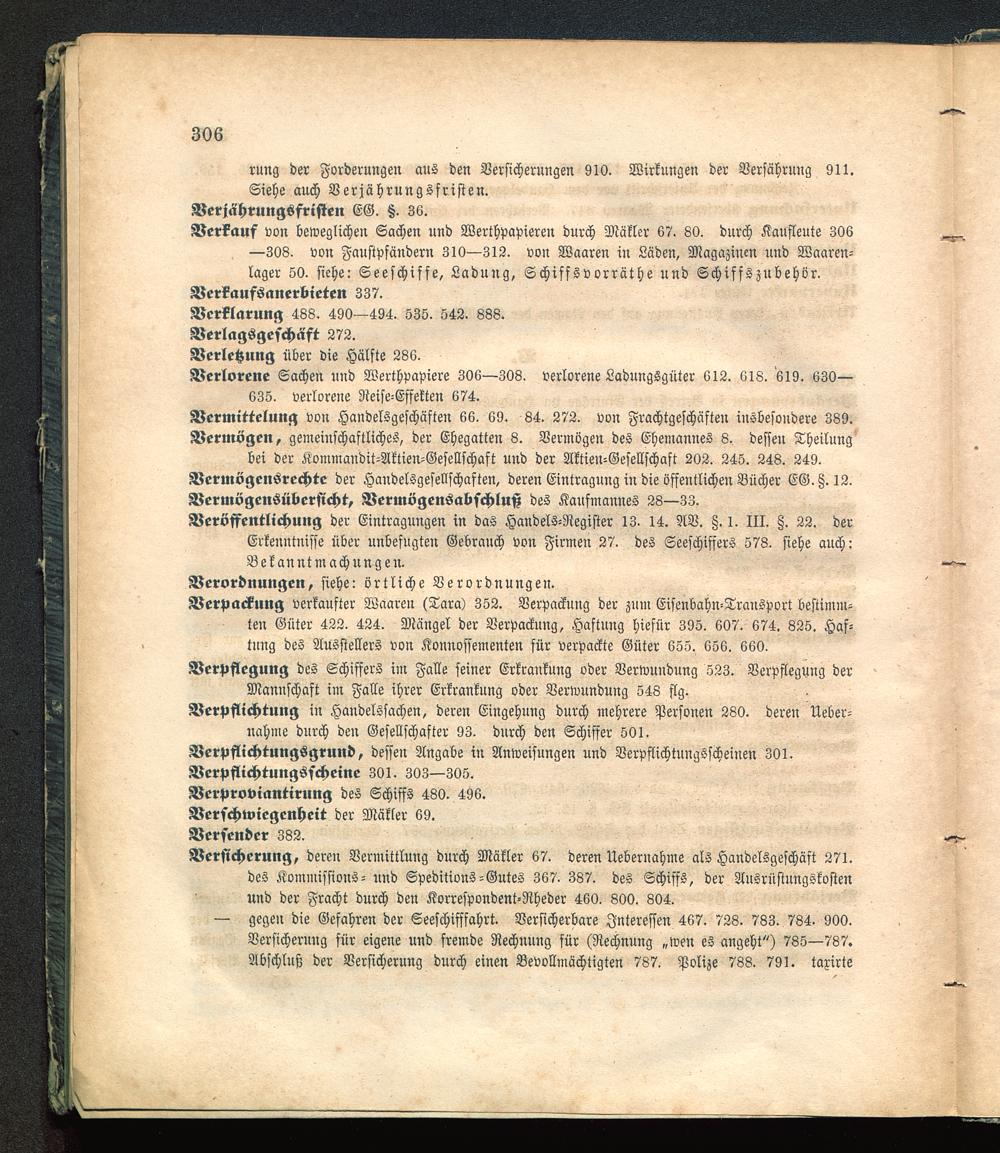 306
rung der Forderungen aus den Versicherungen 910. Wirkungen der Verjährung 911.
Siehe auch Verjährungsfristen.
Verjährungsfristen EG. §. 36.
Verkauf von beweglichen Sachen und Werthpapieren durch Mäkler 67. 80. durch Kaufleute 306
—308. von Faustpfändern 310—312. von Waaren in Läden, Magazinen und Waaren-
lager 50. siehe: Seeschiffe, Ladung, Schiffsvorräthe und Schiffszubehör.
Verkaufsanerbieten 337.
Verklarung 488. 490—494. 535. 542. 888.
Verlagsgeschäft 272.
Verletzung über die Hälfte 286.
Verlorene Sachen und Werthpapiere 306—308. verlorene Ladungsgüter 612. 618. 619. 630—
635. verlorene Reise-Effekten 674.
Vermittelung von Handelsgeschäften 66. 69. 84. 272. von Frachtgeschäften insbesondere 389.
Vermögen, gemeinschaftliches, der Ehegatten 8. Vermögen des Ehemannes 8. dessen Theilung
bei der Kommandit-Aktien-Gesellschaft und der Aktien-Gesellschaft 202. 245. 248. 249.
Vermögensrechte der Handelsgesellschaften, deren Eintragung in die öffentlichen Bücher EG. §. 12.
Vermögensübersicht, Vermögensabschluß des Kaufmannes 28—33.
Veröffentlichung der Eintragungen in das Handels-Register 13. 14. AV. §. 1. III. §. 22. der
Erkenntnisse über unbefugten Gebrauch von Firmen 27. des Seeschiffers 578. siehe auch:
Bekanntmachungen.
Verordnungen, siehe: örtliche Verordnungen.
Verpackung verkaufter Waaren (Tara) 352. Verpackung der zum Eisenbahn-Transport bestimm-
ten Güter 422. 424. Mängel der Verpackung, Haftung hiefür 395. 607. 674. 825. Haf-
tung des Ausstellers von Konnossementen für verpackte Güter 655. 656. 660.
Verpflegung des Schiffers im Falle seiner Erkrankung oder Verwundung 523. Verpflegung der
Mannschaft im Falle ihrer Erkrankung oder Verwundung 548 flg.
Verpflichtung in Handelssachen, deren Eingehung durch mehrere Personen 280. deren Ueber-
nahme durch den Gesellschafter 93. durch den Schiffer 501.
Verpflichtungsgrund, dessen Angabe in Anweisungen und Verpflichtungsscheinen 301.
Verpflichtungsscheine 301. 303—305.
Verproviantirung des Schiffs 480. 496.
Verschwiegenheit der Mäkler 69.
Versender 382.
Versicherung, deren Vermittlung durch Mäkler 67. deren Uebernahme als Handelsgeschäft 271.
des Kommissions- und Speditions-Gutes 367. 387. des Schiffs, der Ausrüstungskosten
und der Fracht durch den Korrespondent-Rheder 460. 800. 804.
— gegen die Gefahren der Seeschifffahrt. Versicherbare Interessen 467. 728. 783. 784. 900.
Versicherung für eigene und fremde Rechnung für (Rechnung „wen es angeht“) 785—787.
Abschluß der Versicherung durch einen Bevollmächtigten 787. Polize 788. 791. taxirte